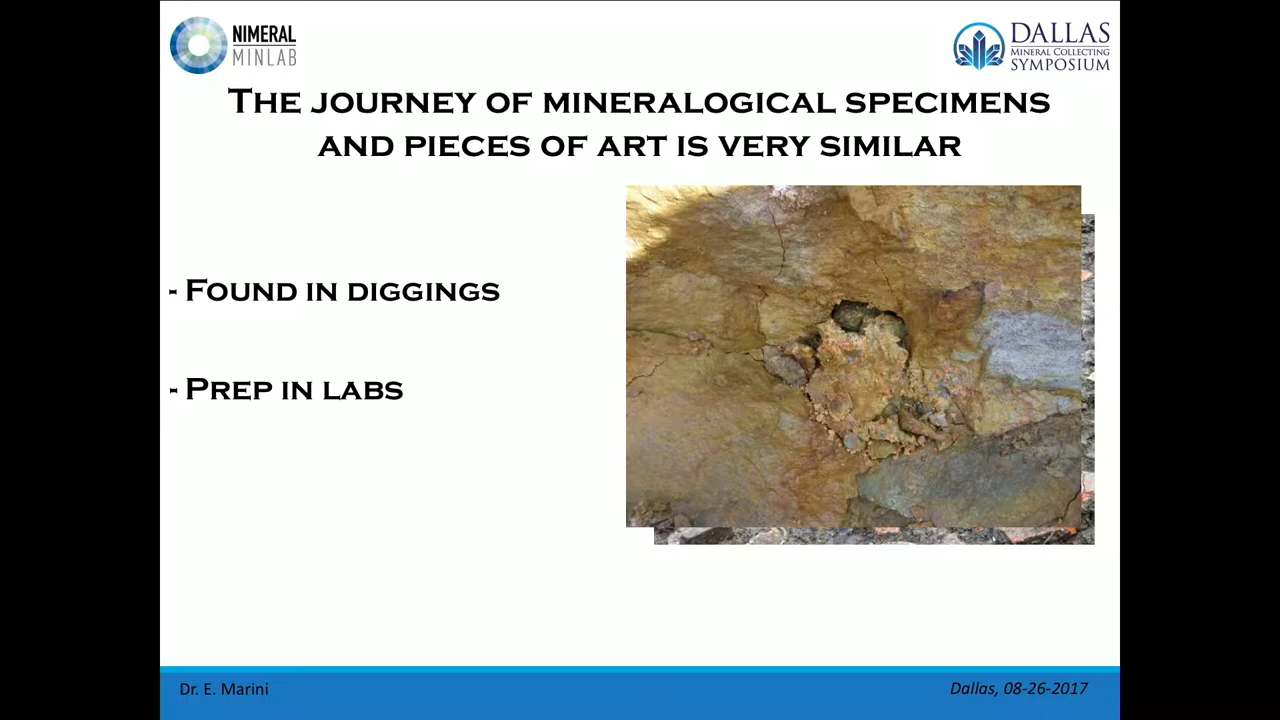 NIMERAL
MINLAB
DALLAS
MINERAL COLLECTING
SYMPOSIUM
THE JOURNEY OF MINERALOGICAL SPECIMENS
AND PIECES OF ART IS VERY SIMILAR
- FOUND IN DIGGINGS
- PREP IN LABS
Dr. E. Marini
Dallas, 08-26-2017